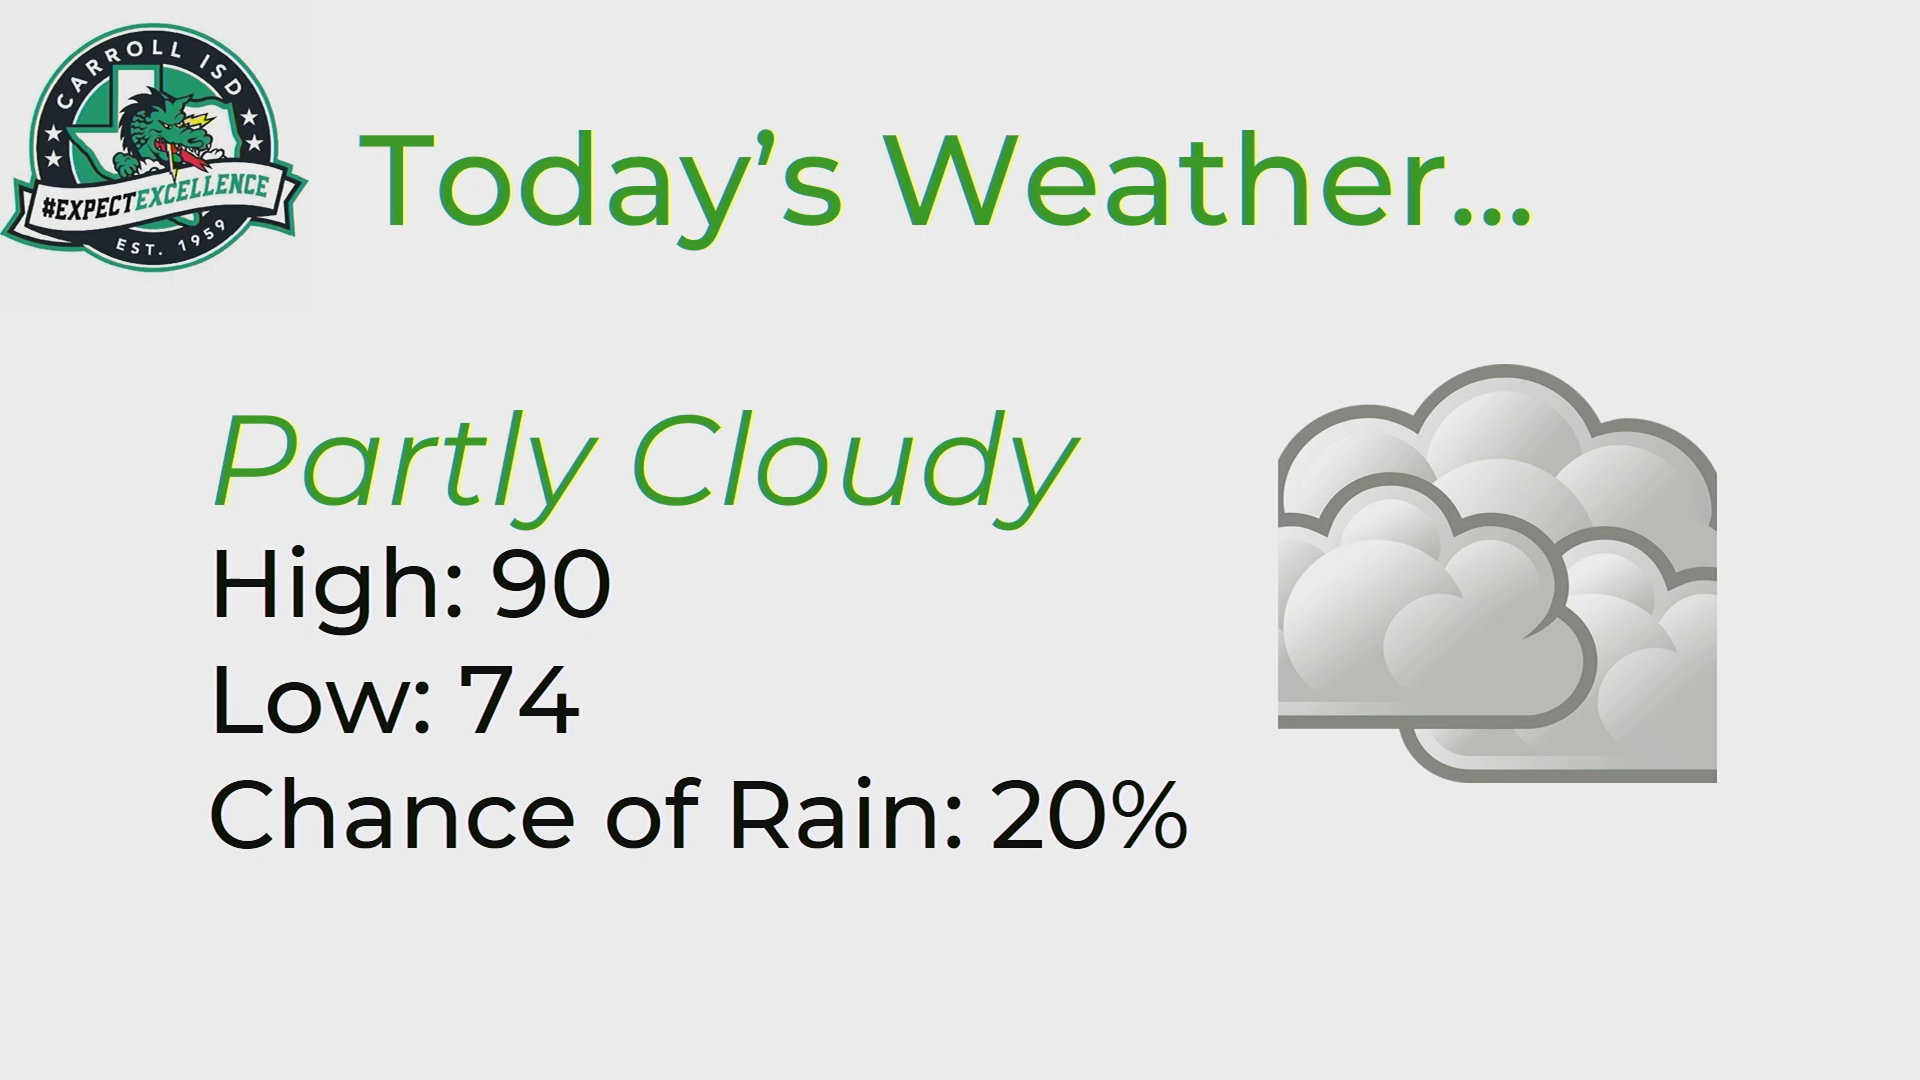 CARROLL ISD
#EXPECTEXCELLENCE
EST. 1959
Today’s Weather...
Partly Cloudy
High: 90
Low: 74
Chance of Rain: 20%